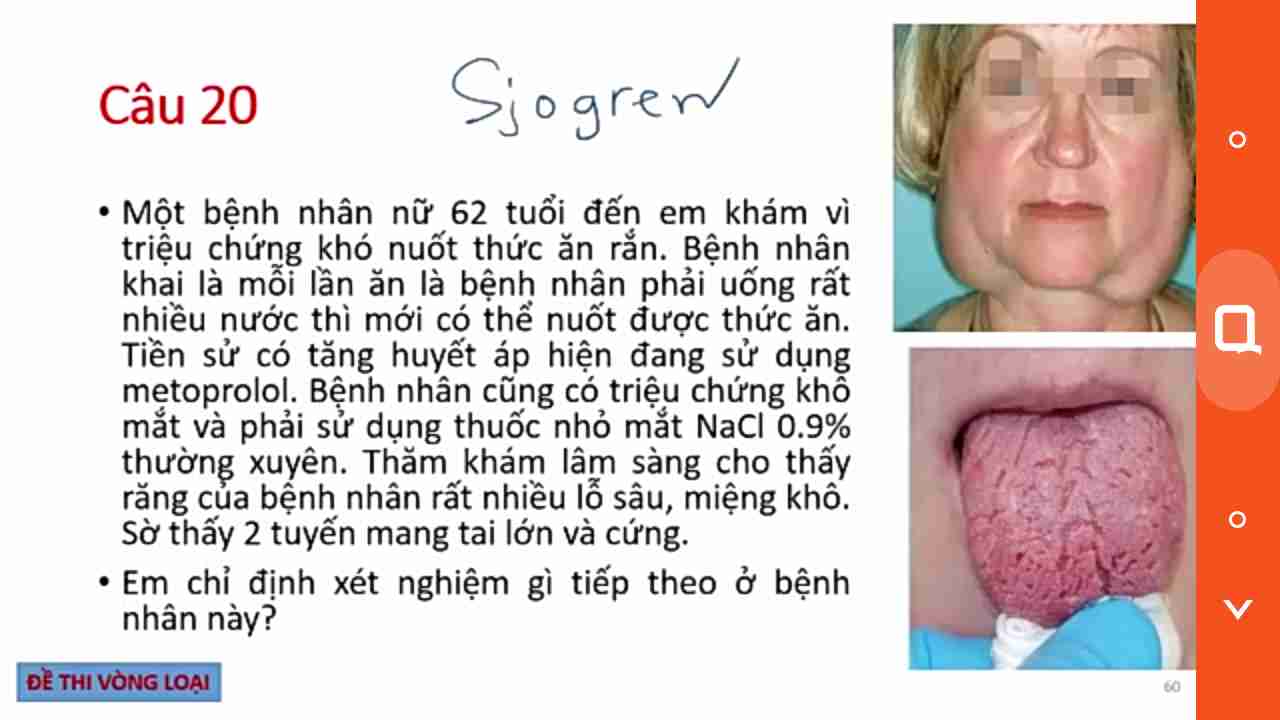 Sjogren
Câu 20
• Một bệnh nhân nữ 62 tuổi đến em khám vì
triệu chứng khó nuốt thức ăn rắn. Bệnh nhân
khai là mỗi lần ăn là bệnh nhân phải uống rất
nhiều nước thì mới có thể nuốt được thức ăn.
Tiền sử có tăng huyết áp hiện đang sử dụng
metoprolol. Bệnh nhân cũng có triệu chứng khô
mắt và phải sử dụng thuốc nhỏ mắt NaCl 0.9%
thường xuyên. Thăm khám lâm sàng cho thấy
răng của bệnh nhân rất nhiều lỗ sâu, miệng khô.
Sờ thấy 2 tuyến mang tai lớn và cứng.
• Em chỉ định xét nghiệm gì tiếp theo ở bệnh
nhân này?
ĐỀ THI VÒNG LOẠI
60